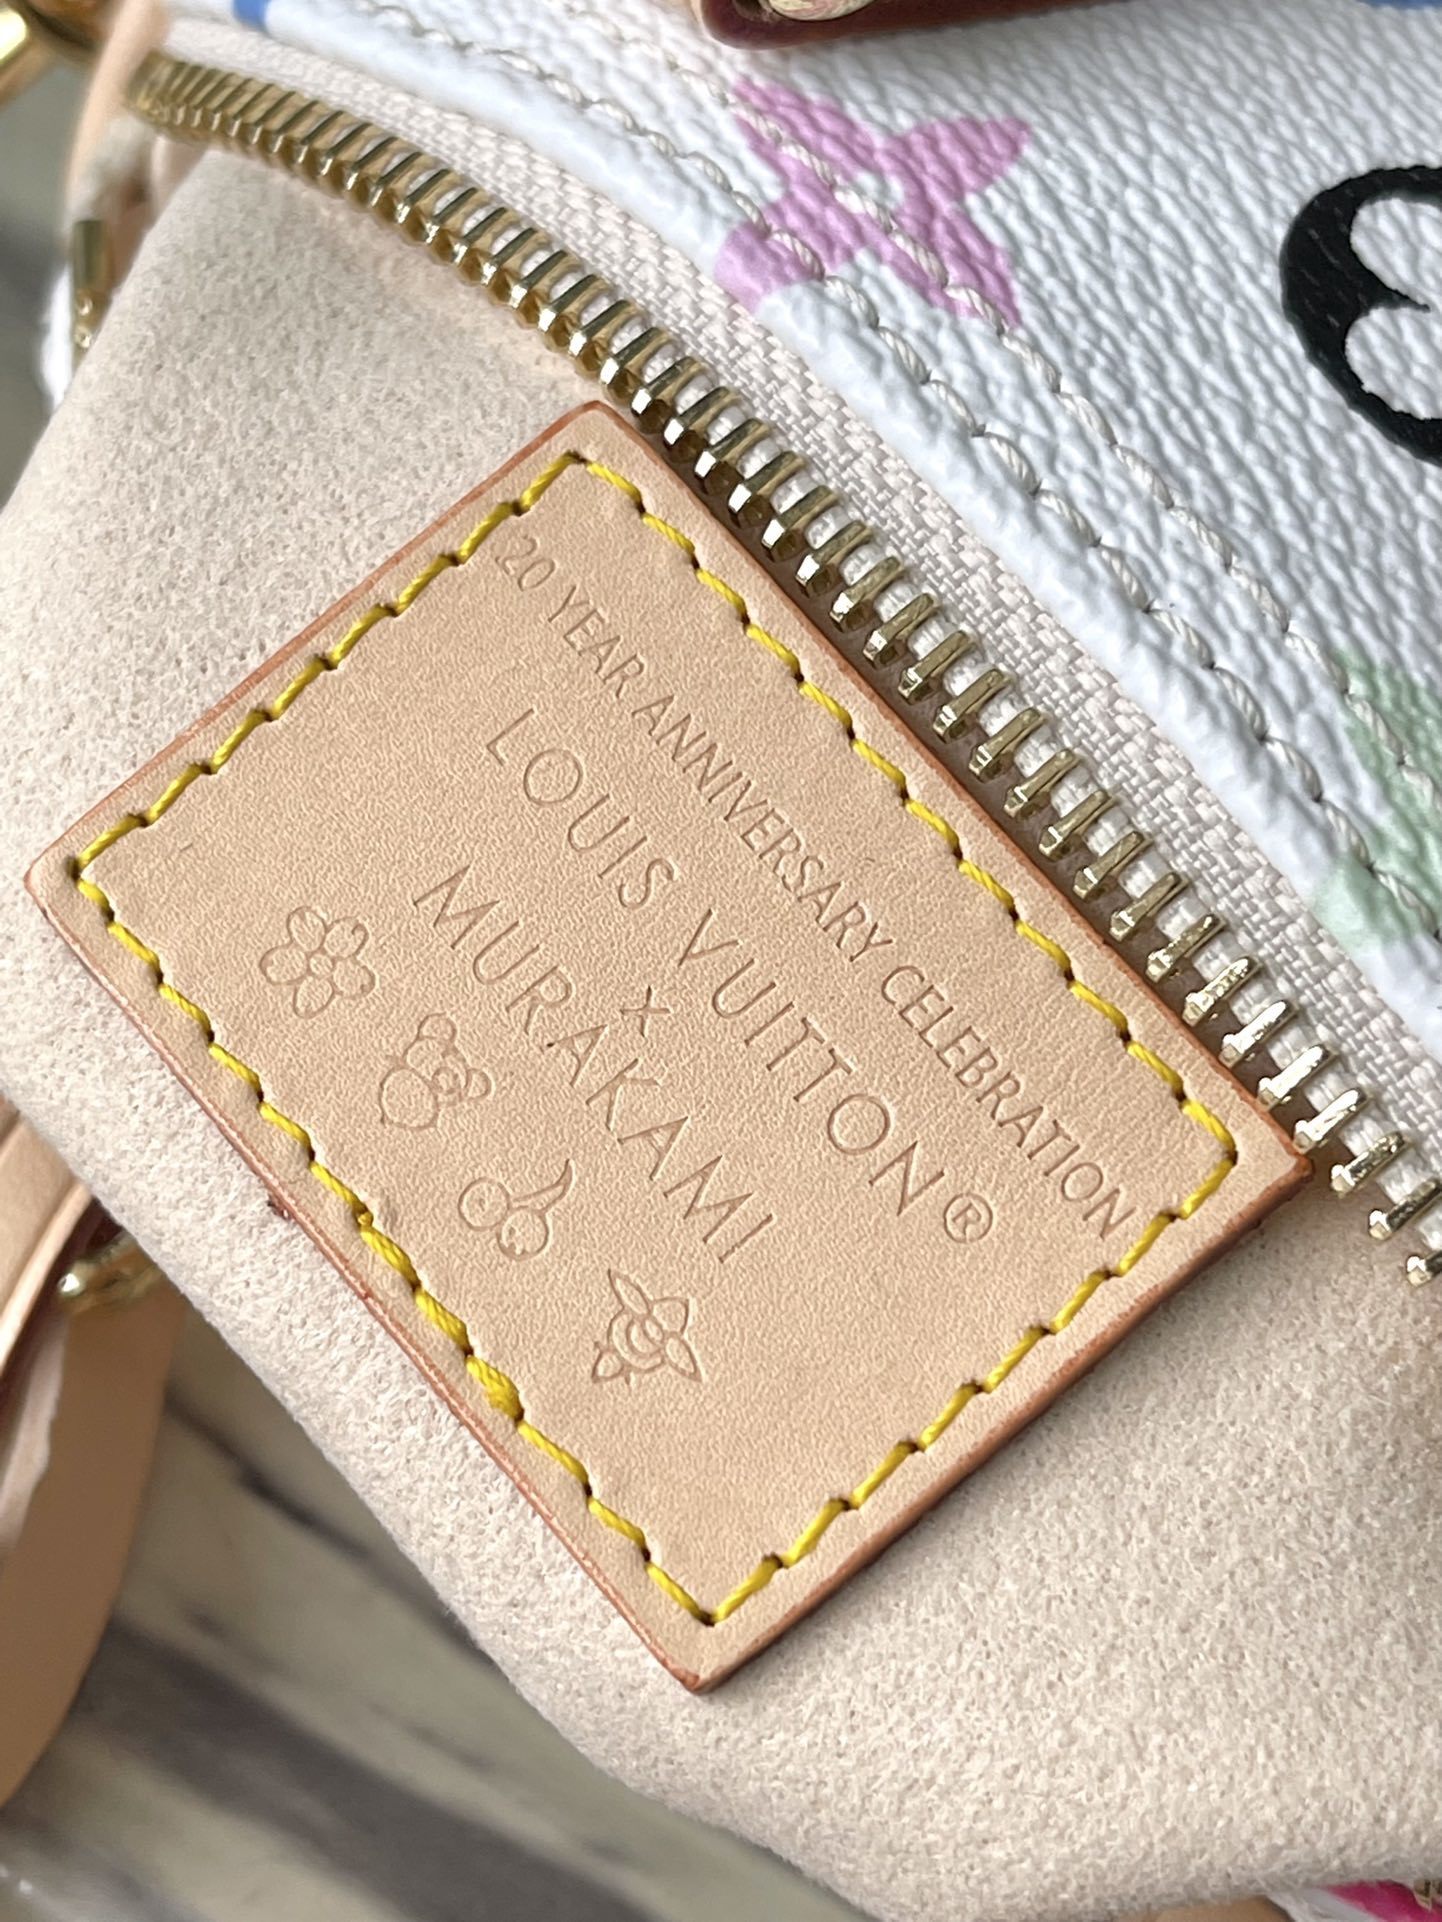 20 YEAR ANNIVERSARY CELEBRATION
LOUIS VUITTON ®
X
MURAKAMI